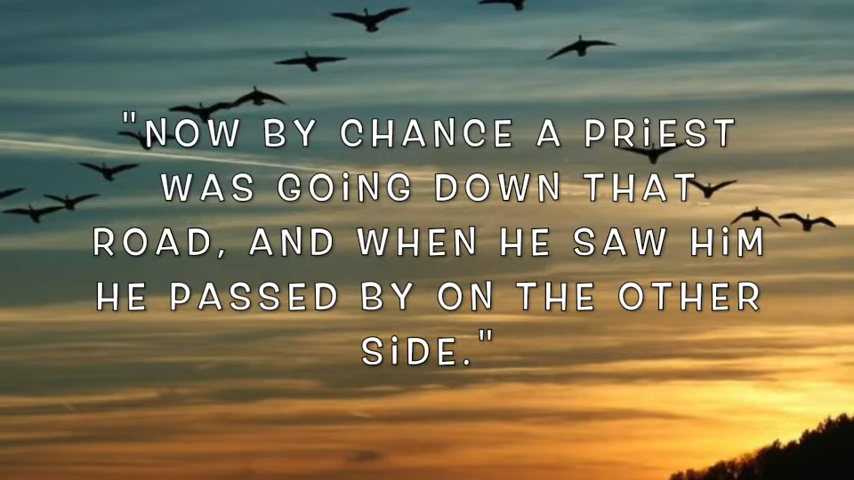 "NOW BY CHANCE A PRiEST
WAS GOiNG DOWN THAT
ROAD, AND WHEN HE SAW HiM
HE PASSED BY ON THE OTHER
SiDE."